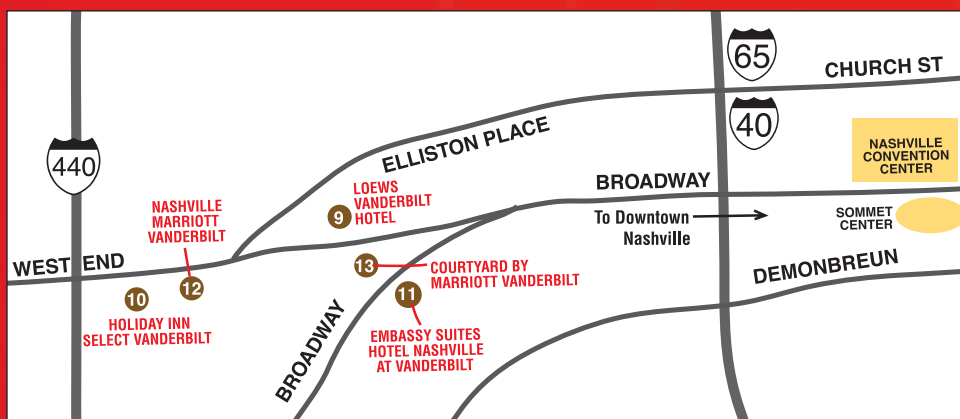 65
CHURCH ST
40
440
ELLISTON PLACE
NASHVILLE
CONVENTION
CENTER
BROADWAY
LOEWS
VANDERBILT
HOTEL
9
NASHVILLE
MARRIOTT
VANDERBILT
To Downtown
Nashville
SOMMET
CENTER
WEST END
DEMONBREUN
13
COURTYARD BY
MARRIOTT VANDERBILT
10
12
11
HOLIDAY INN
SELECT VANDERBILT
BROADWAY
EMBASSY SUITES
HOTEL NASHVILLE
AT VANDERBILT